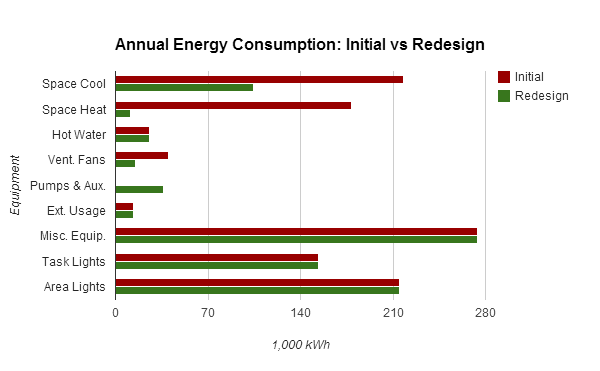 Annual Energy Consumption: Initial vs Redesign
Initial
Redesign
Equipment
Space Cool
Space Heat
Hot Water
Vent. Fans
Pumps & Aux.
Ext. Usage
Misc. Equip.
Task Lights
Area Lights
0 70 140 210 280
1,000 kWh